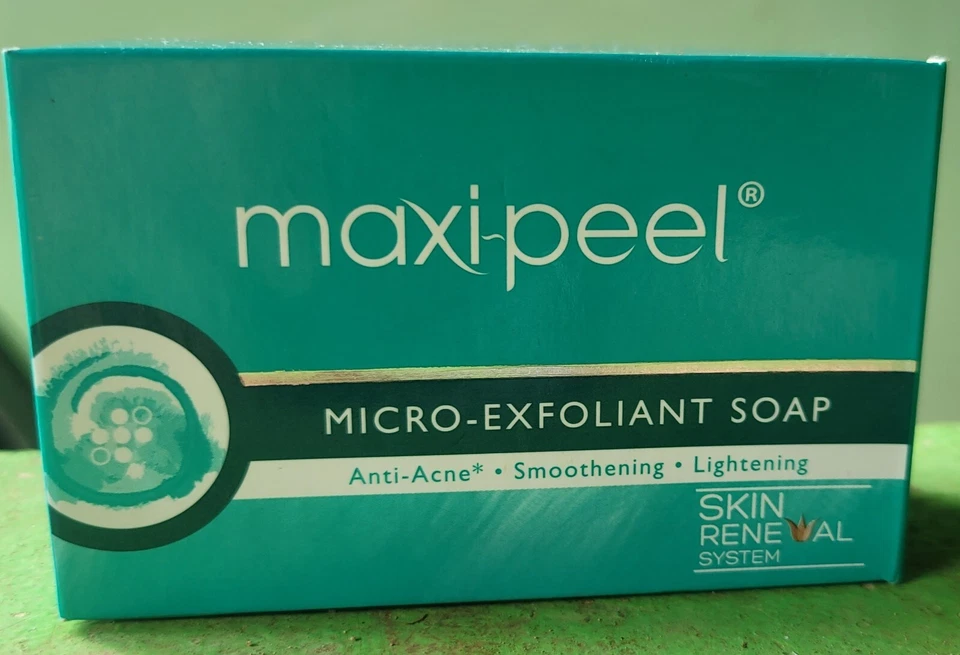 maxi-peel®
MICRO-EXFOLIANT SOAP
Anti-Acne* • Smoothening • Lightening
SKIN
RENEWAL
SYSTEM